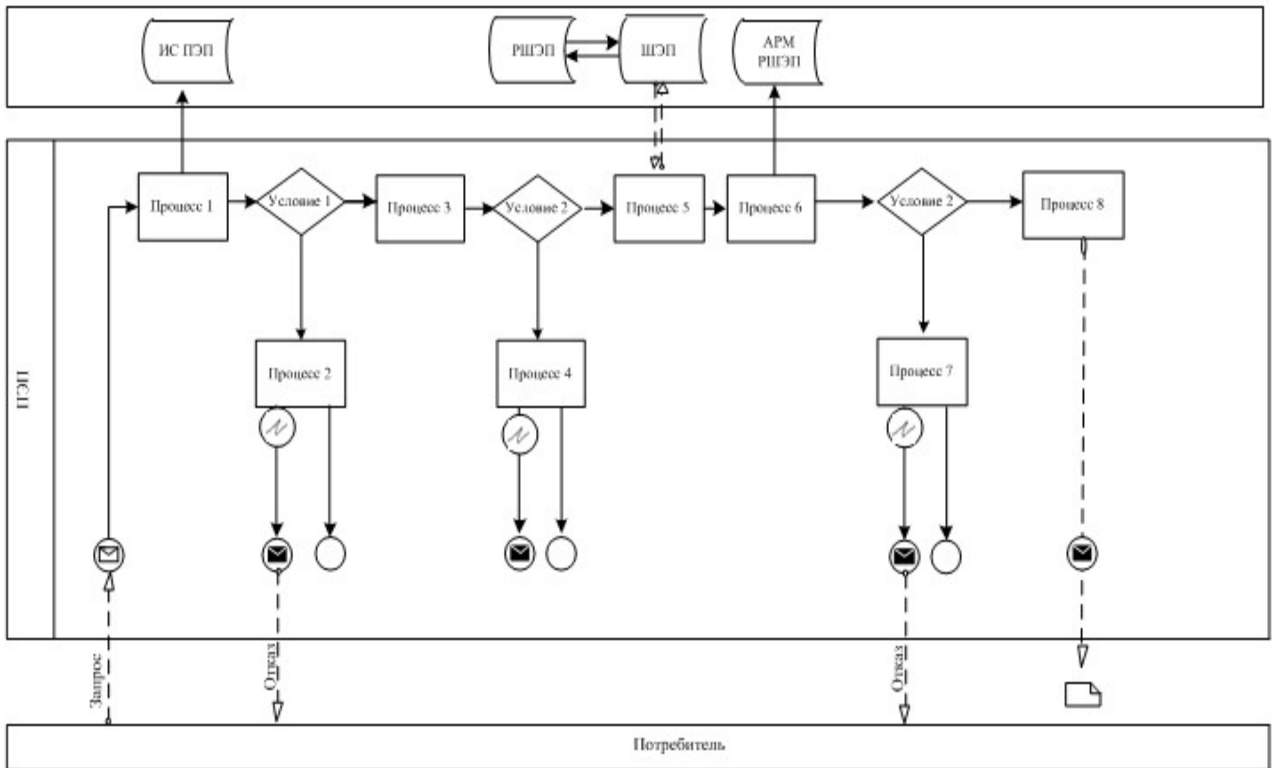 ИС ПЭП
РШЭП
ШЭП
АРМ
РШЭП
Процесс 1
Условие 1
Процесс 3
Условие 2
Процесс 5
Процесс 6
Условие 2
Процесс 8
Процесс 2
Процесс 4
Процесс 7
ПЭП
Запрос
Отказ
Отказ
Потребитель